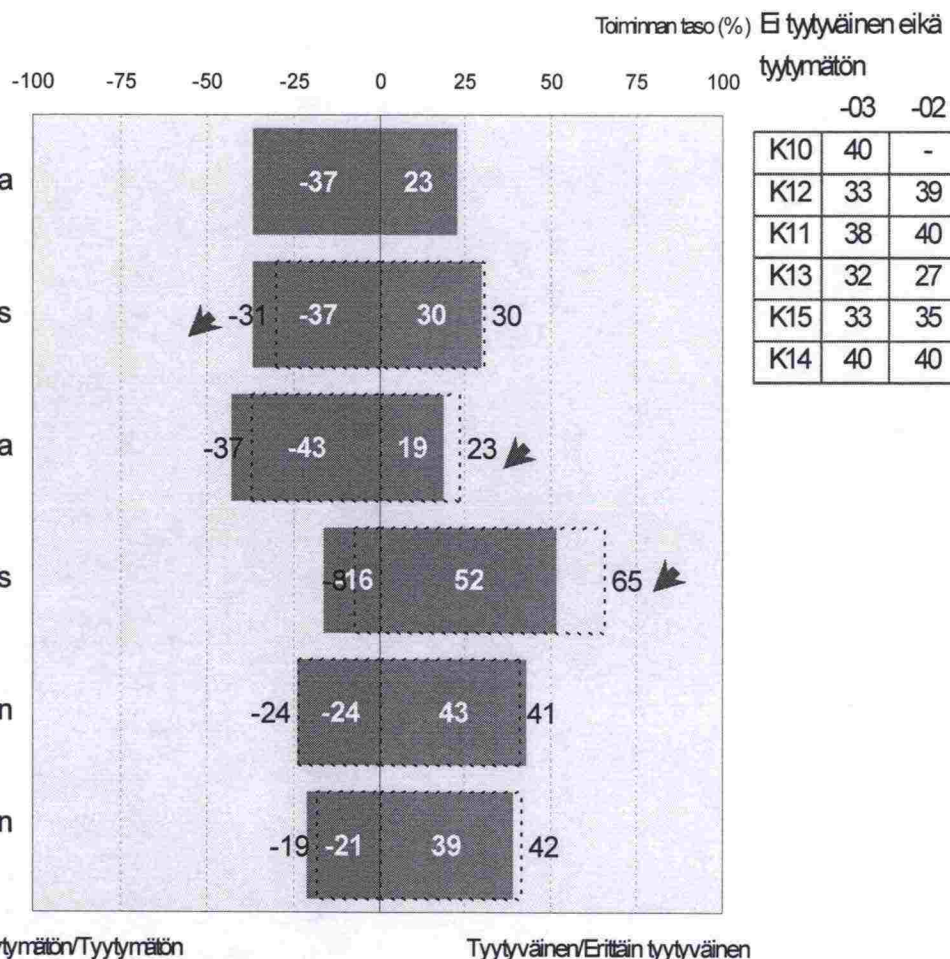 Toiminnan taso (%) Ei tyytyväinen eikä
tyytymätön
-100 -75 -50 -25 0 25 50 75 100
-03 -02
K10 40 -
K12 33 39
K11 38 40
K13 32 27
K15 33 35
K14 40 40
a -37 23
s -31 -37 30 30
a -37 -43 19 23
s -8 -16 52 65
n -24 -24 43 41
n -19 -21 39 42
ytymätön/Tyytymätön Tyytyväinen/Erittäin tyytyväinen